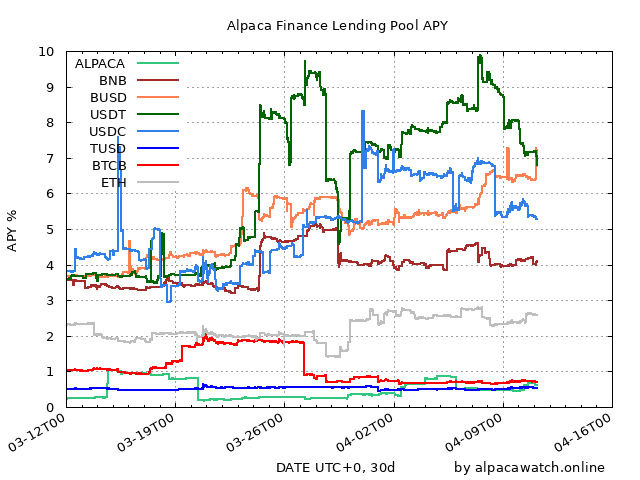 Alpaca Finance Lending Pool APY
10
9
8
7
6
5
4
3
2
1
0
APY %
ALPACA
BNB
BUSD
USDT
USDC
TUSD
BTCB
ETH
03-12T00
03-19T00
03-26T00
04-02T00
04-09T00
04-16T00
DATE UTC+0, 30d
by alpacawatch.online